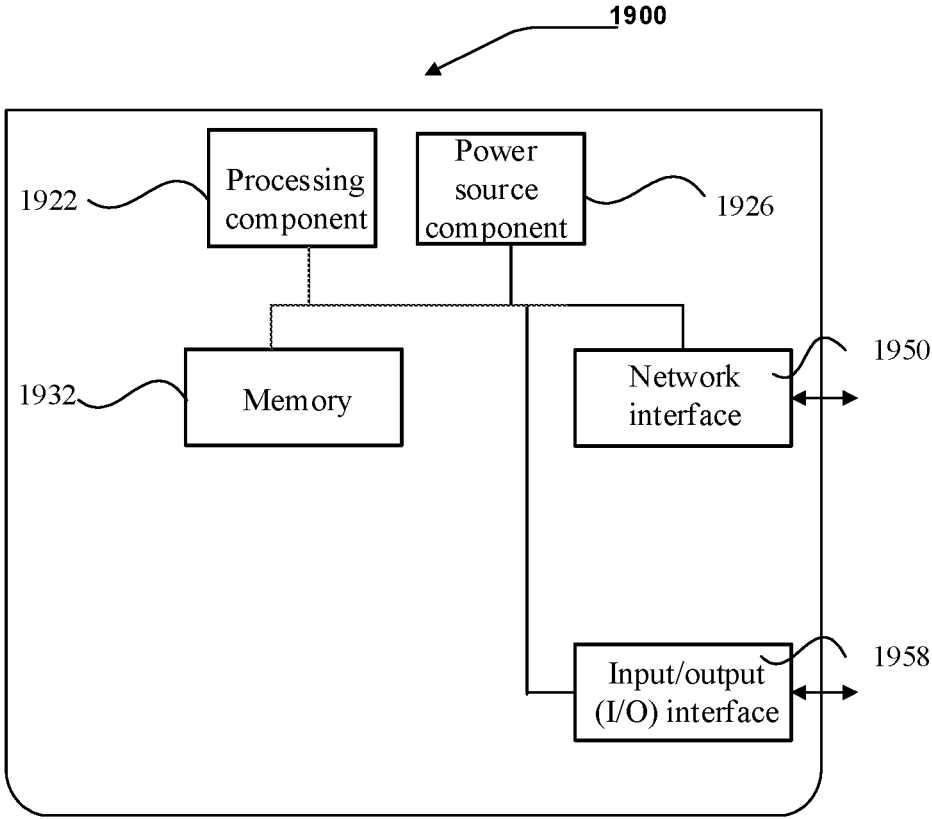 1900
1922
Processing
component
Power
source
component
1926
1932
Memory
Network
interface
1950
Input/output
(I/O) interface
1958